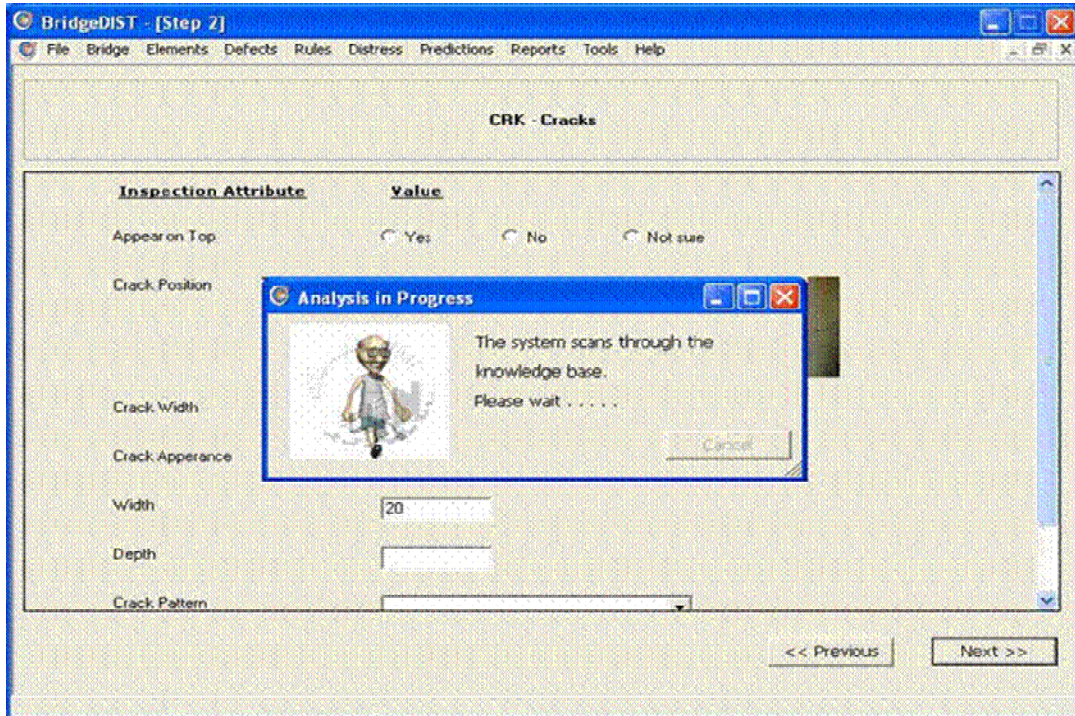 BridgeDIST - [Step 2]
File Bridge Elements Defects Rules Distress Predictions Reports Tools Help
CRK - Cracks
Inspection Attribute Value
Appear on Top Yes No Not sure
Crack Position
Analysis in Progress
The system scans through the
knowledge base.
Please wait . . . . .
Cancel
Crack Width
Crack Apperance
Width 20
Depth
Crack Pattern
<< Previous Next >>